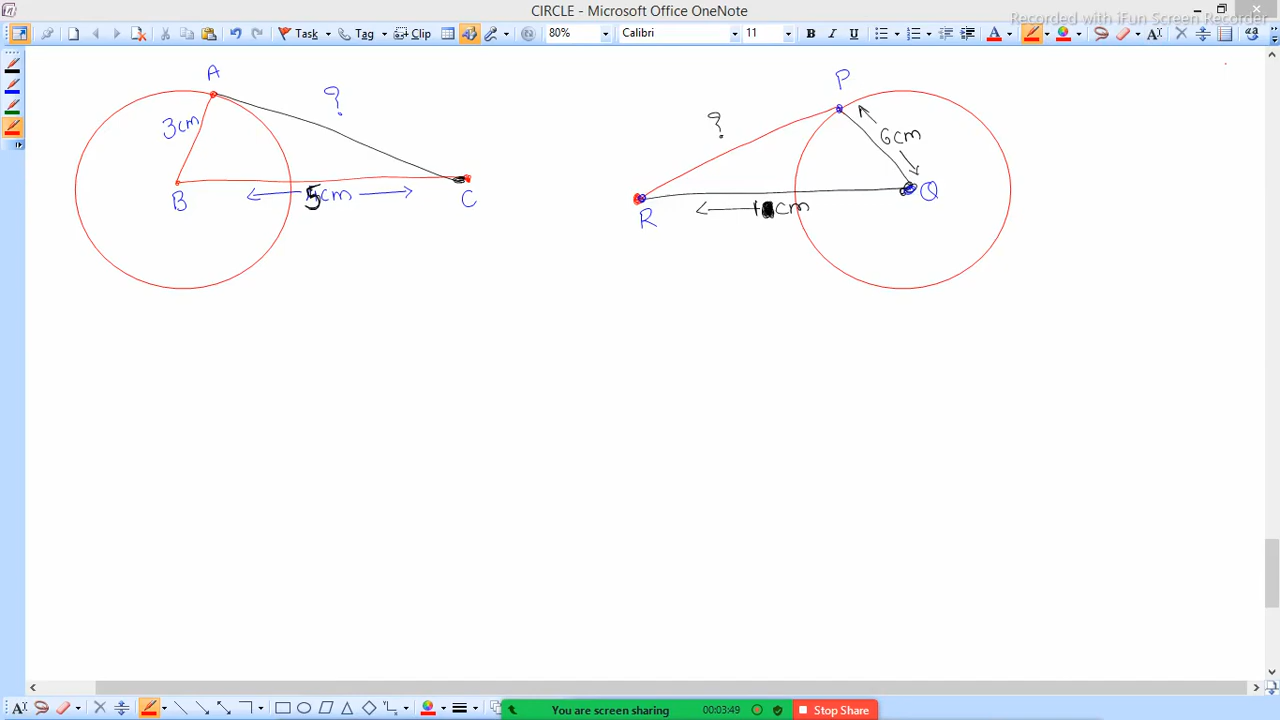 CIRCLE - Microsoft Office OneNote
Recorded with iFun Screen Recorder
Task
Tag
Clip
80%
Calibri
11
B I U
A
P
?
?
3cm
6cm
5cm
B
C
R
cm
Q
You are screen sharing
00:03:49
Stop Share